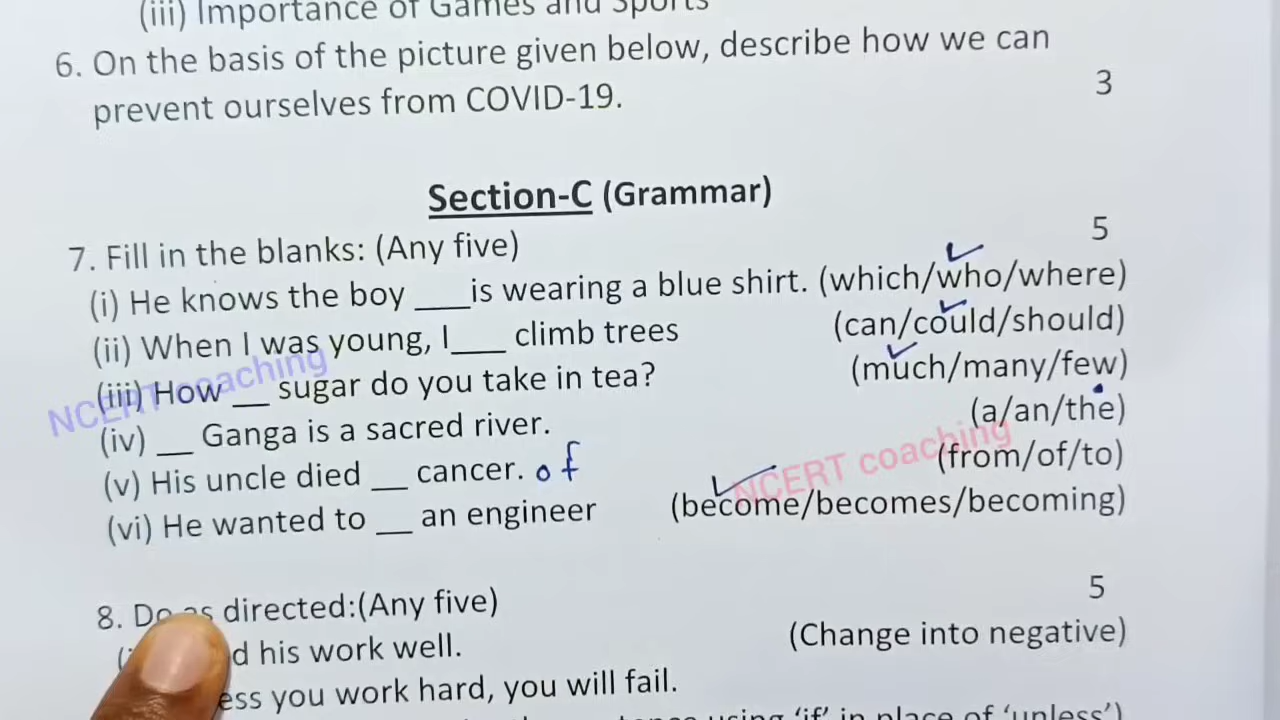 (iii) Importance of Games and Sports
6. On the basis of the picture given below, describe how we can
prevent ourselves from COVID-19. 3
Section-C (Grammar)
7. Fill in the blanks: (Any five) 5
(i) He knows the boy ___is wearing a blue shirt. (which/who/where)
(ii) When I was young, I___ climb trees (can/could/should)
(iii) How __ sugar do you take in tea? (much/many/few)
(iv) __ Ganga is a sacred river. (a/an/the)
(v) His uncle died __ cancer. of (from/of/to)
(vi) He wanted to __ an engineer (become/becomes/becoming)
NCERT coaching
NCERT coaching
8. Do as directed:(Any five) 5
his work well. (Change into negative)
you work hard, you will fail.
using ‘if’ in place of ‘unless’)